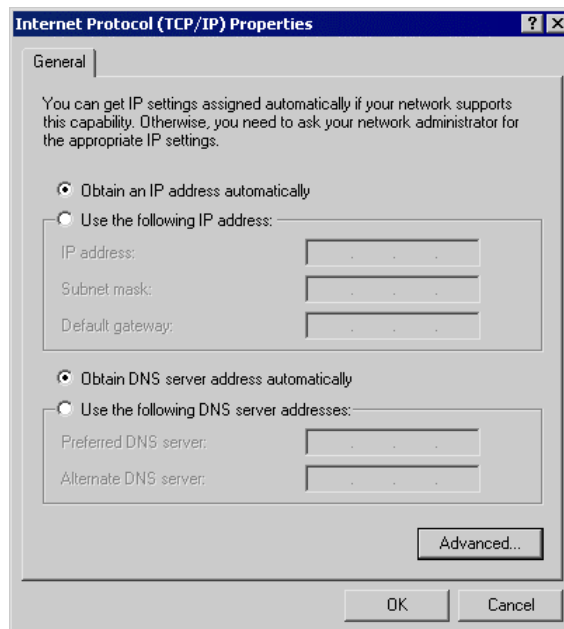 Internet Protocol (TCP/IP) Properties
General
You can get IP settings assigned automatically if your network supports
this capability. Otherwise, you need to ask your network administrator for
the appropriate IP settings.
Obtain an IP address automatically
Use the following IP address:
IP address:
Subnet mask:
Default gateway:
Obtain DNS server address automatically
Use the following DNS server addresses:
Preferred DNS server:
Alternate DNS server:
Advanced...
OK Cancel